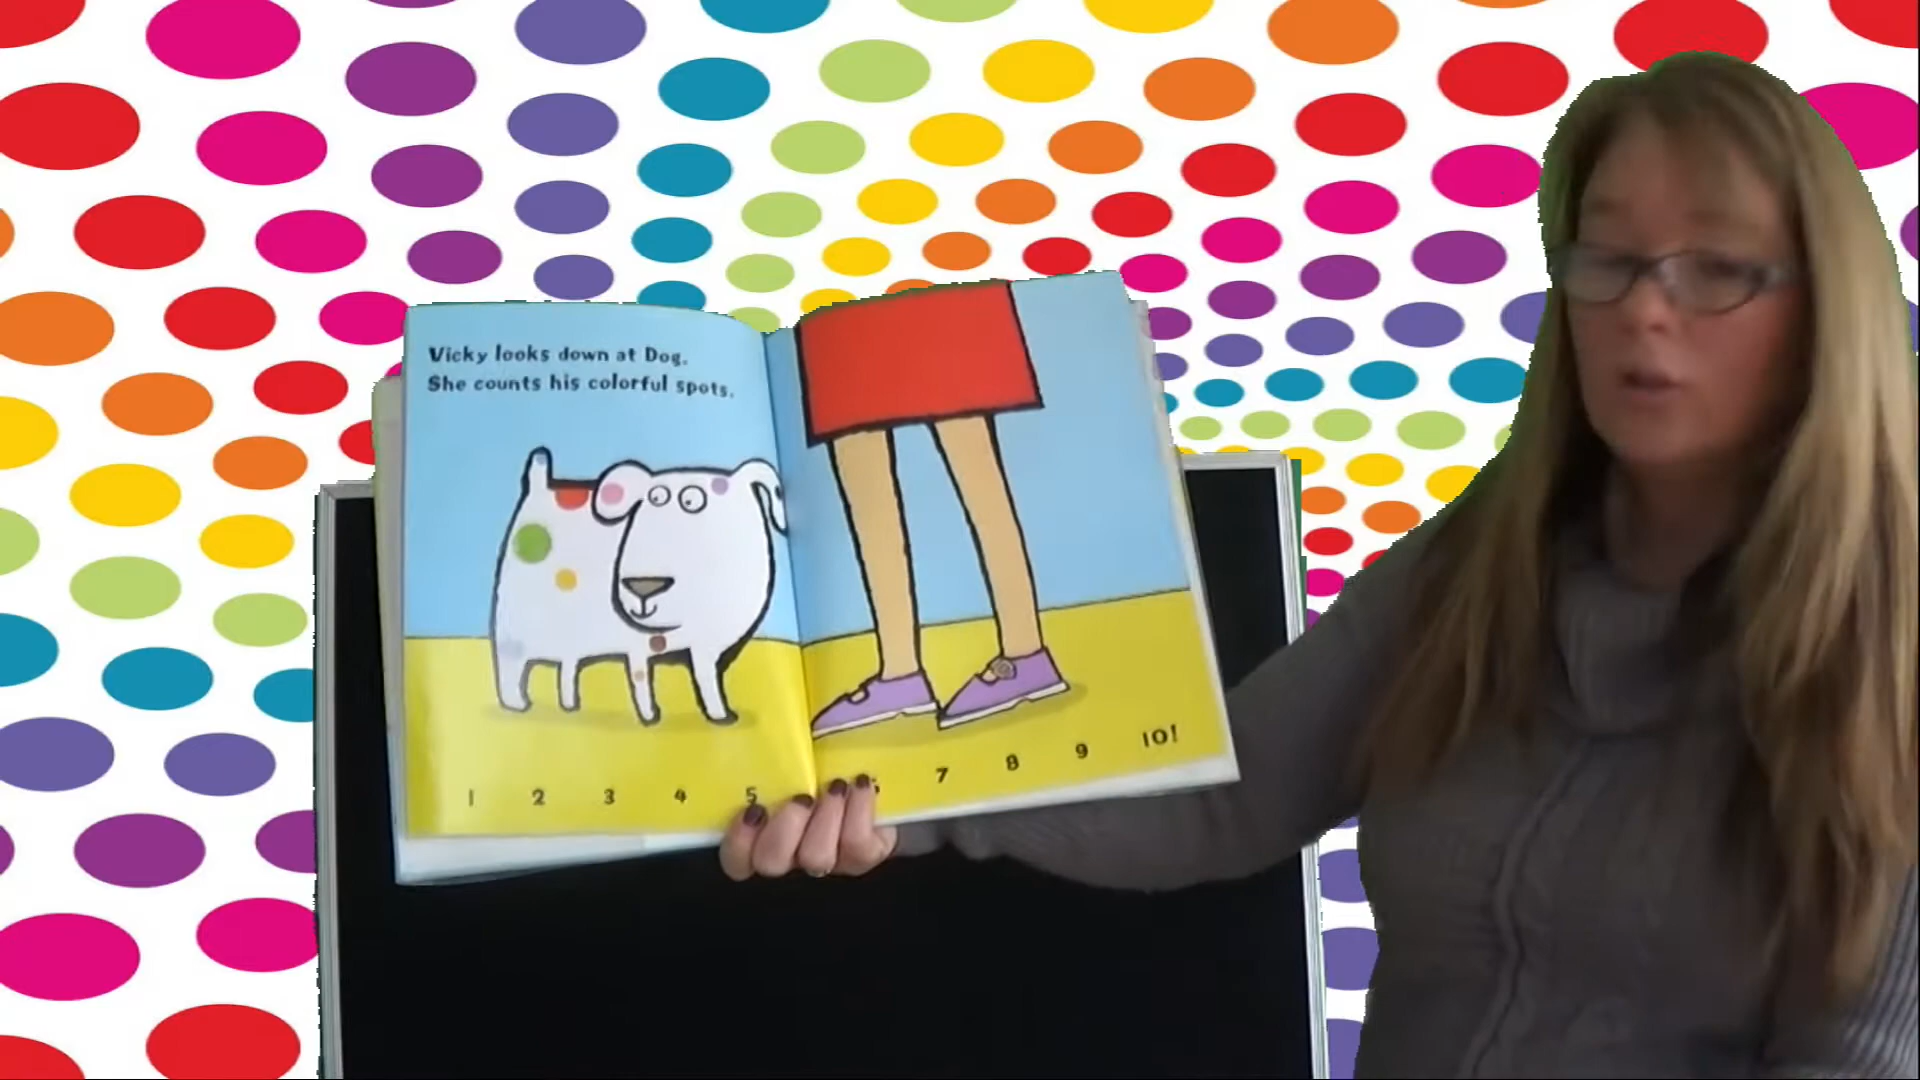 Vicky looks down at Dog.
She counts his colorful spots.
1 2 3 4 5 7 8 9 10!